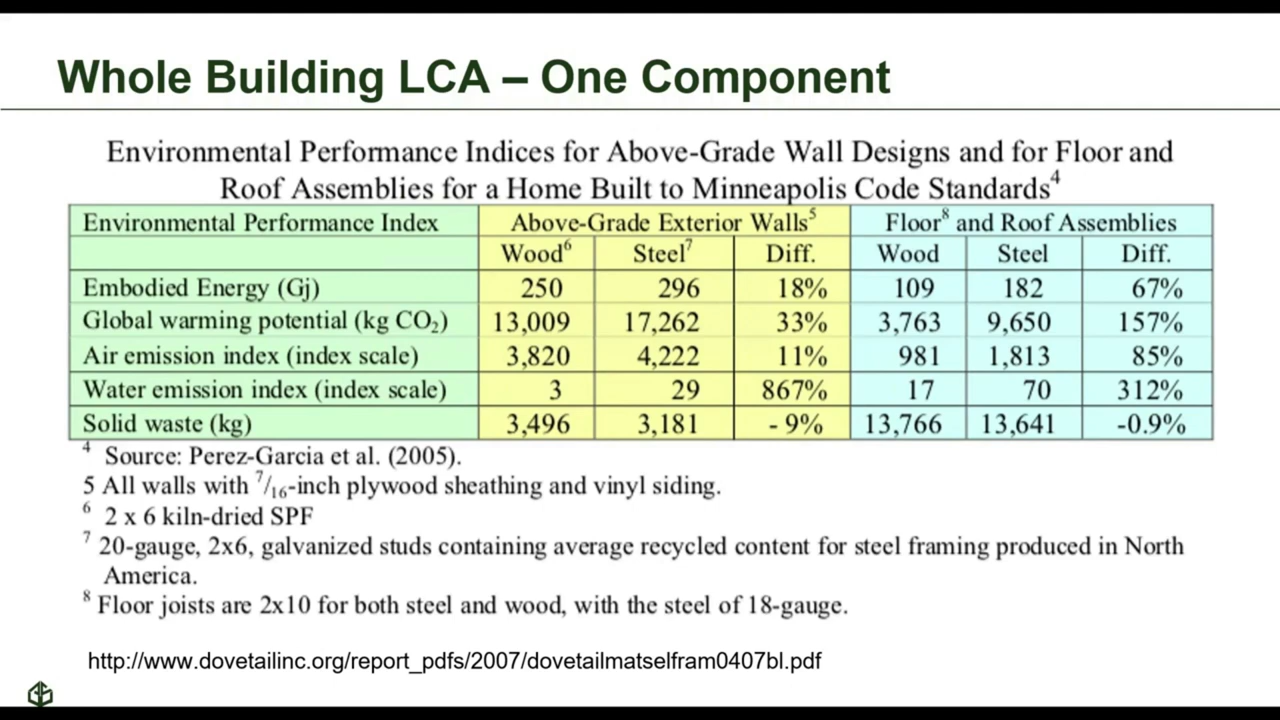 Whole Building LCA – One Component
Environmental Performance Indices for Above-Grade Wall Designs and for Floor and
Roof Assemblies for a Home Built to Minneapolis Code Standards⁴
Environmental Performance Index Above-Grade Exterior Walls⁵ Floor⁸ and Roof Assemblies
Wood⁶ Steel⁷ Diff. Wood Steel Diff.
Embodied Energy (Gj) 250 296 18% 109 182 67%
Global warming potential (kg CO₂) 13,009 17,262 33% 3,763 9,650 157%
Air emission index (index scale) 3,820 4,222 11% 981 1,813 85%
Water emission index (index scale) 3 29 867% 17 70 312%
Solid waste (kg) 3,496 3,181 - 9% 13,766 13,641 -0.9%
⁴ Source: Perez-Garcia et al. (2005).
5 All walls with ⁷/₁₆-inch plywood sheathing and vinyl siding.
⁶ 2 x 6 kiln-dried SPF
⁷ 20-gauge, 2x6, galvanized studs containing average recycled content for steel framing produced in North
America.
⁸ Floor joists are 2x10 for both steel and wood, with the steel of 18-gauge.
http://www.dovetailinc.org/report_pdfs/2007/dovetailmatselfram0407bl.pdf